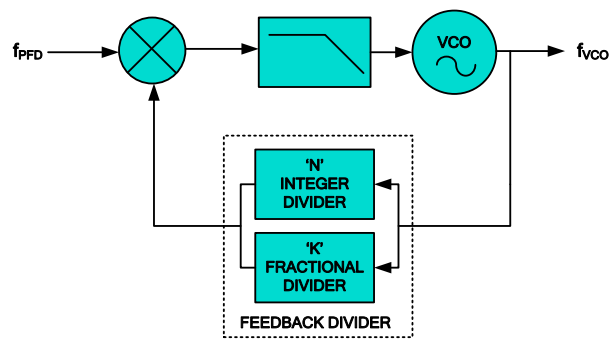 fPFD
VCO
fVCO
'N'
INTEGER
DIVIDER
'K'
FRACTIONAL
DIVIDER
FEEDBACK DIVIDER